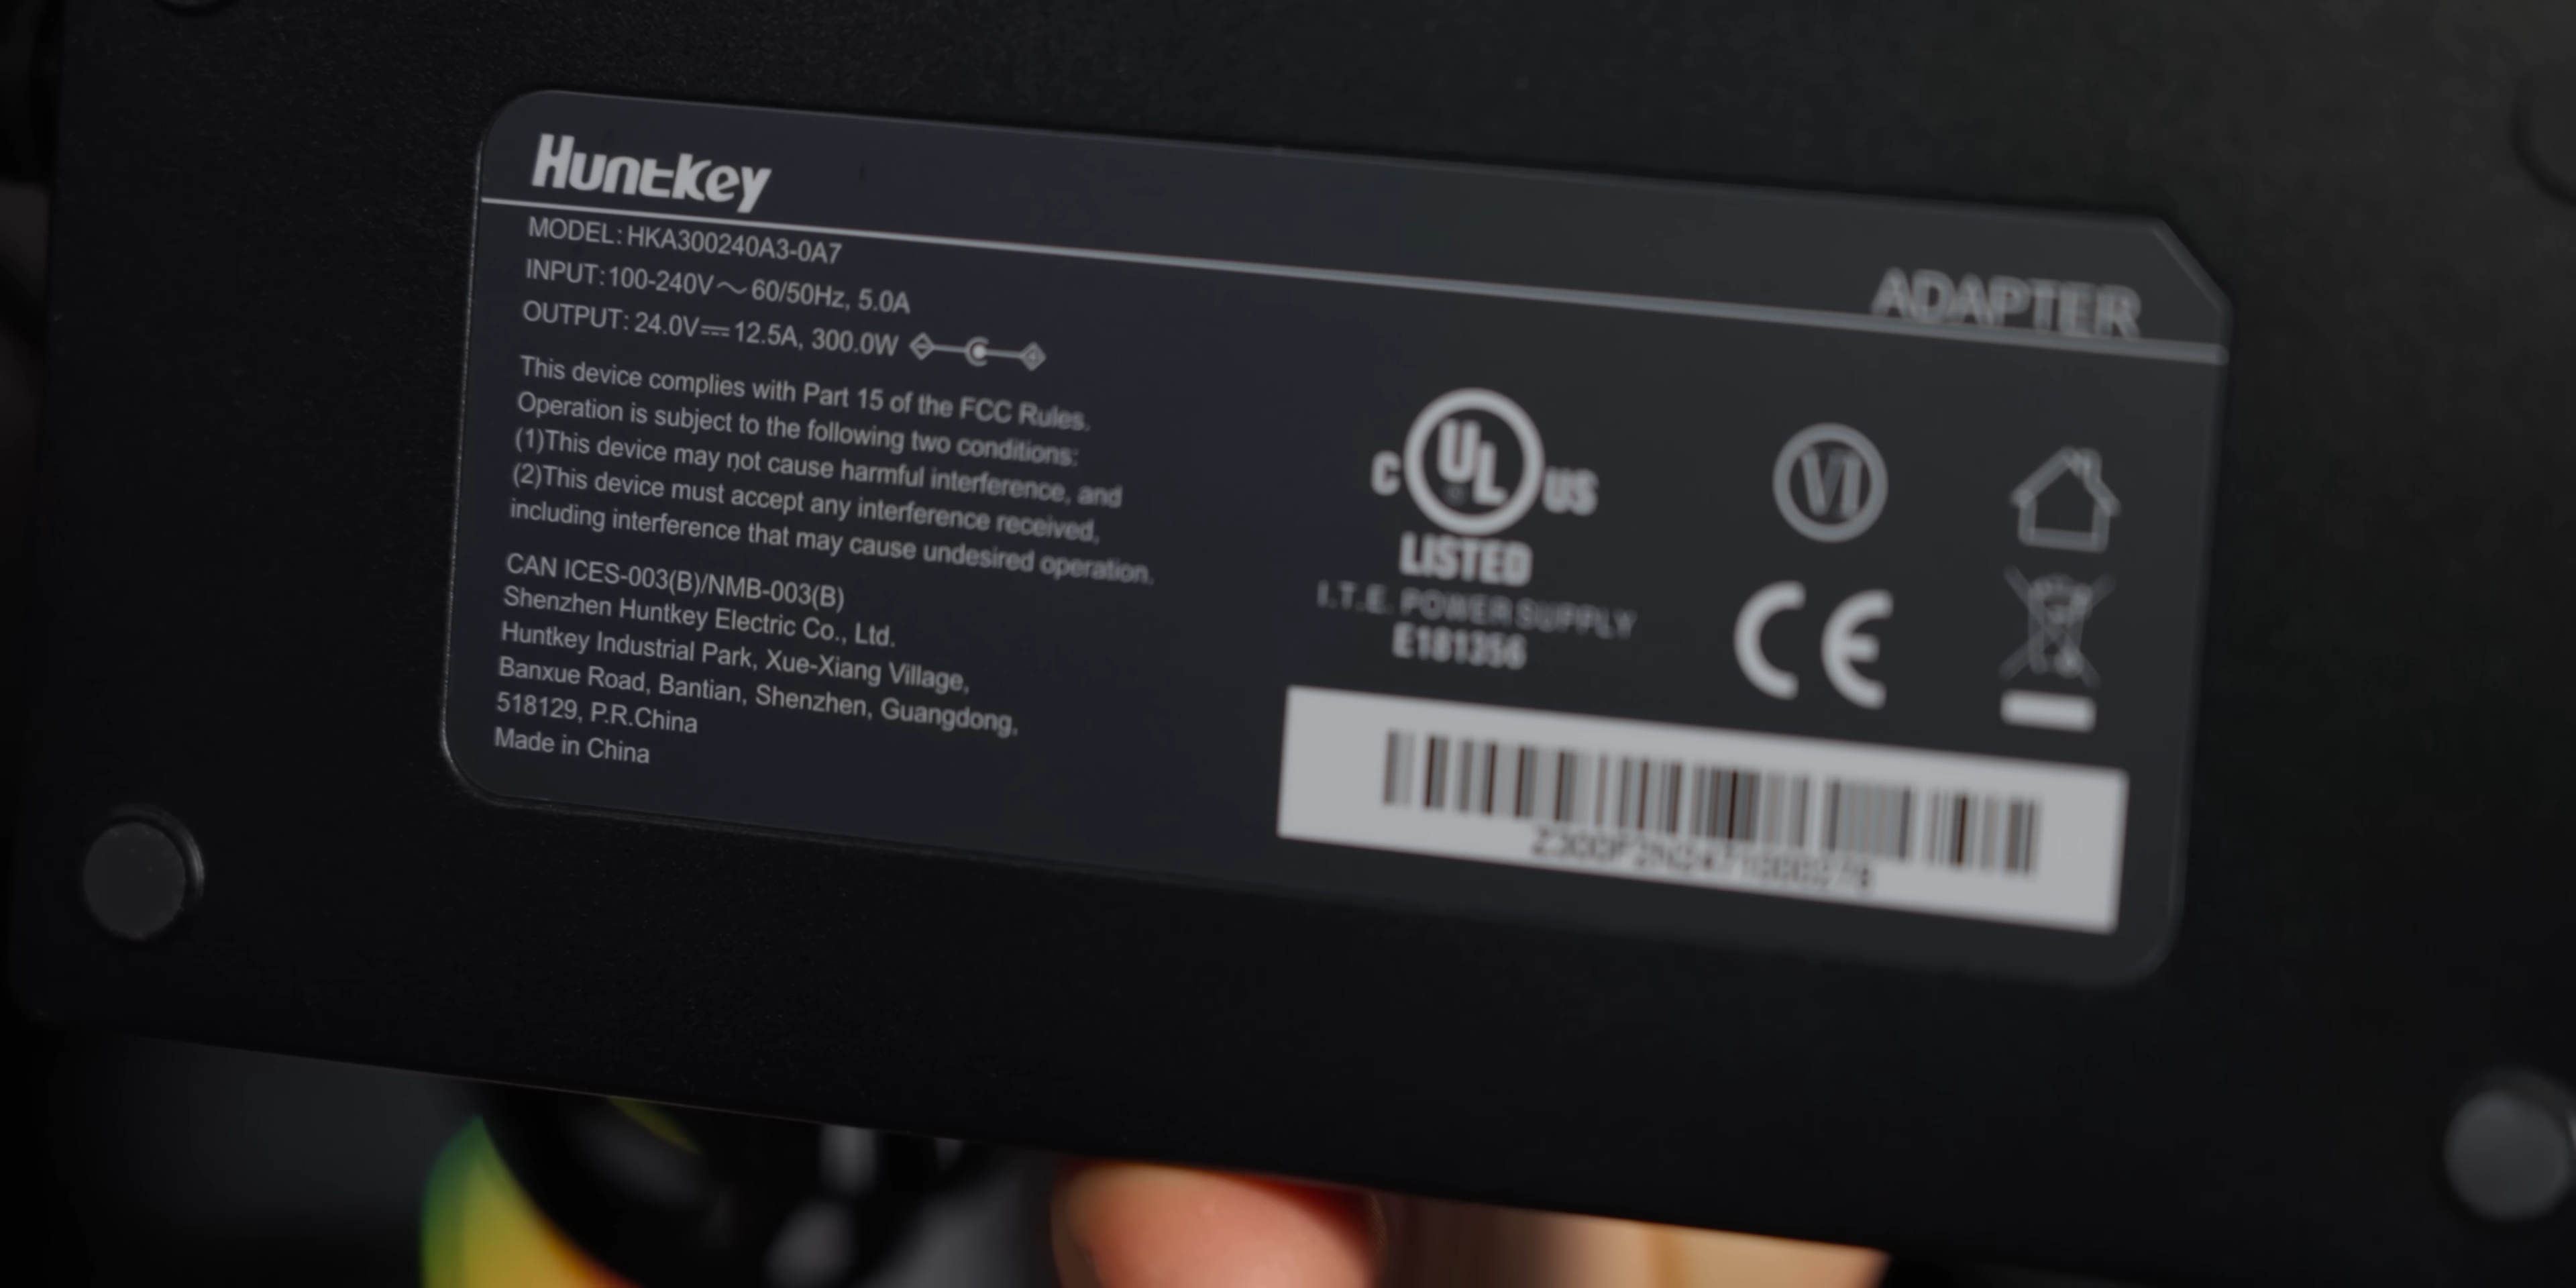 Huntkey
ADAPTER
MODEL: HKA300240A3-0A7
INPUT: 100-240V～60/50Hz, 5.0A
OUTPUT: 24.0V⎓12.5A, 300.0W
This device complies with Part 15 of the FCC Rules.
Operation is subject to the following two conditions:
(1)This device may not cause harmful interference, and
(2)This device must accept any interference received,
including interference that may cause undesired operation.
CAN ICES-003(B)/NMB-003(B)
Shenzhen Huntkey Electric Co., Ltd.
Huntkey Industrial Park, Xue-Xiang Village,
Banxue Road, Bantian, Shenzhen, Guangdong,
518129, P.R.China
Made in China
C UL US
LISTED
I.T.E. POWER SUPPLY
E181356
VI
CE